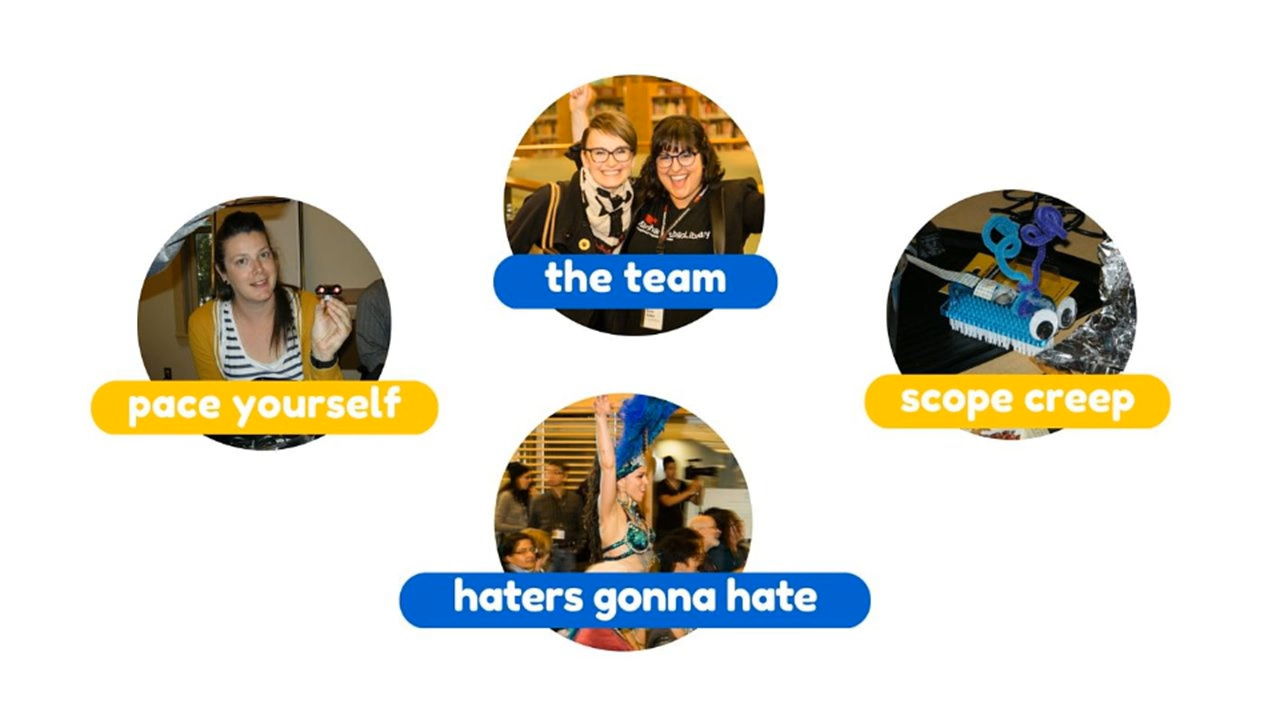 the team
pace yourself
scope creep
haters gonna hate